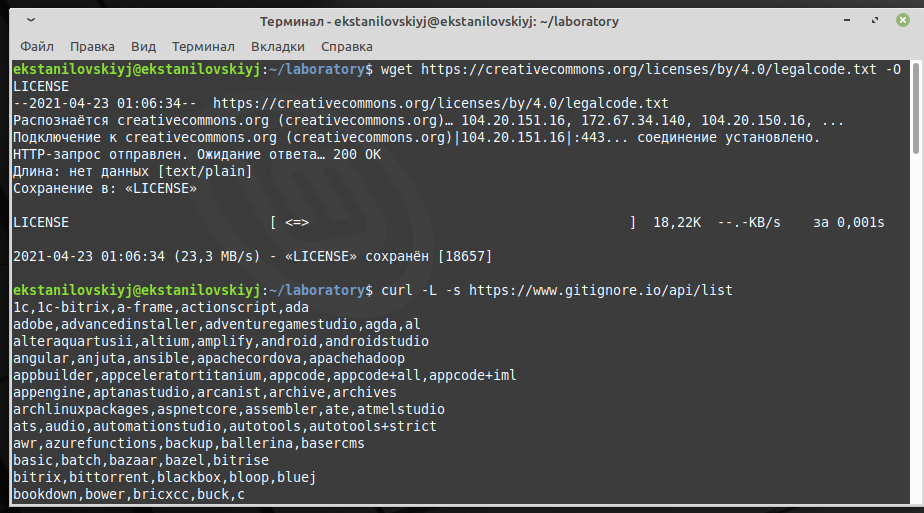 Терминал - ekstanilovskiyj@ekstanilovskiyj: ~/laboratory
Файл Правка Вид Терминал Вкладки Справка
ekstanilovskiyj@ekstanilovskiyj:~/laboratory$ wget https://creativecommons.org/licenses/by/4.0/legalcode.txt -O
LICENSE
--2021-04-23 01:06:34--  https://creativecommons.org/licenses/by/4.0/legalcode.txt
Распознаётся creativecommons.org (creativecommons.org)… 104.20.151.16, 172.67.34.140, 104.20.150.16, ...
Подключение к creativecommons.org (creativecommons.org)|104.20.151.16|:443... соединение установлено.
HTTP-запрос отправлен. Ожидание ответа… 200 OK
Длина: нет данных [text/plain]
Сохранение в: «LICENSE»
LICENSE [ <=> ] 18,22K --.-KB/s за 0,001s
2021-04-23 01:06:34 (23,3 MB/s) - «LICENSE» сохранён [18657]
ekstanilovskiyj@ekstanilovskiyj:~/laboratory$ curl -L -s https://www.gitignore.io/api/list
1c,1c-bitrix,a-frame,actionscript,ada
adobe,advancedinstaller,adventuregamestudio,agda,al
alteraquartusii,altium,amplify,android,androidstudio
angular,anjuta,ansible,apachecordova,apachehadoop
appbuilder,appceleratortitanium,appcode,appcode+all,appcode+iml
appengine,aptanastudio,arcanist,archive,archives
archlinuxpackages,aspnetcore,assembler,ate,atmelstudio
ats,audio,automationstudio,autotools,autotools+strict
awr,azurefunctions,backup,ballerina,basercms
basic,batch,bazaar,bazel,bitrise
bitrix,bittorrent,blackbox,bloop,bluej
bookdown,bower,bricxcc,buck,c